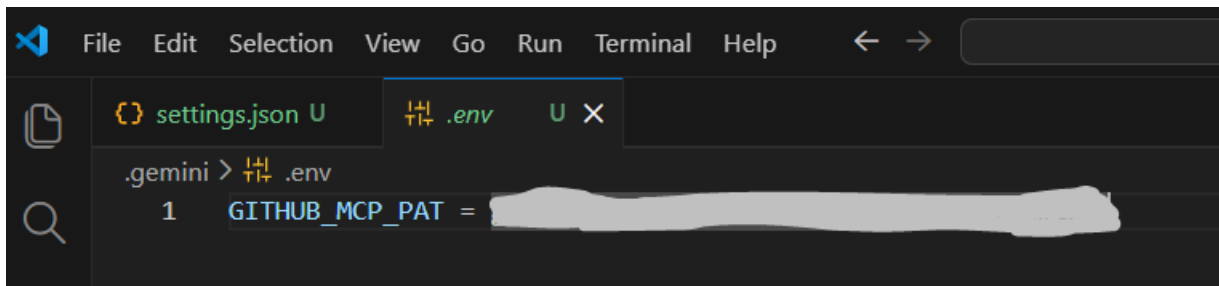 File Edit Selection View Go Run Terminal Help
settings.json U .env U
.gemini > .env
1 GITHUB_MCP_PAT =